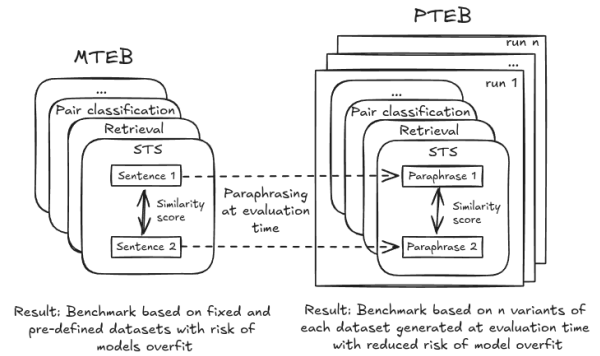 MTEB
...
Pair classification
Retrieval
STS
Sentence 1
Similarity
score
Sentence 2
Paraphrasing
at evaluation
time
PTEB
run n
...
run 1
...
Pair classification
Retrieval
STS
Paraphrase 1
Similarity
score
Paraphrase 2
Result: Benchmark based on fixed and
pre-defined datasets with risk of
models overfit
Result: Benchmark based on n variants of
each dataset generated at evaluation time
with reduced risk of model overfit